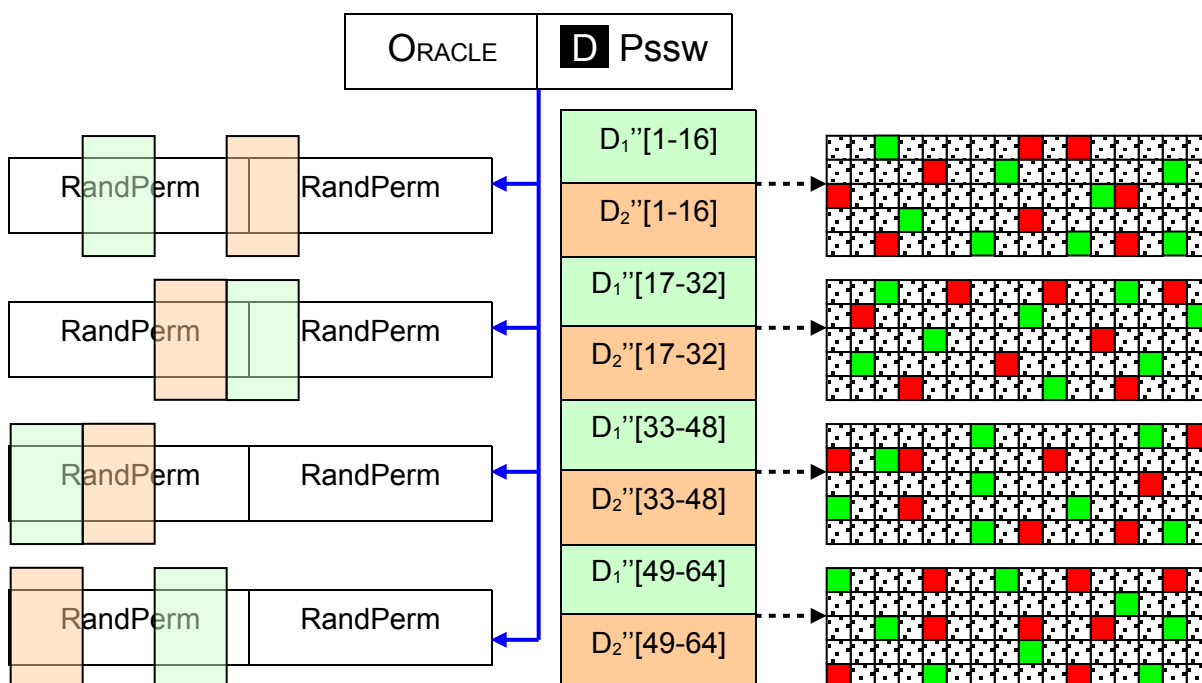 ORACLE D Pssw
D₁’’[1-16]
RandPerm RandPerm
D₂’’[1-16]
D₁’’[17-32]
RandPerm RandPerm
D₂’’[17-32]
D₁’’[33-48]
RandPerm RandPerm
D₂’’[33-48]
D₁’’[49-64]
RandPerm RandPerm
D₂’’[49-64]